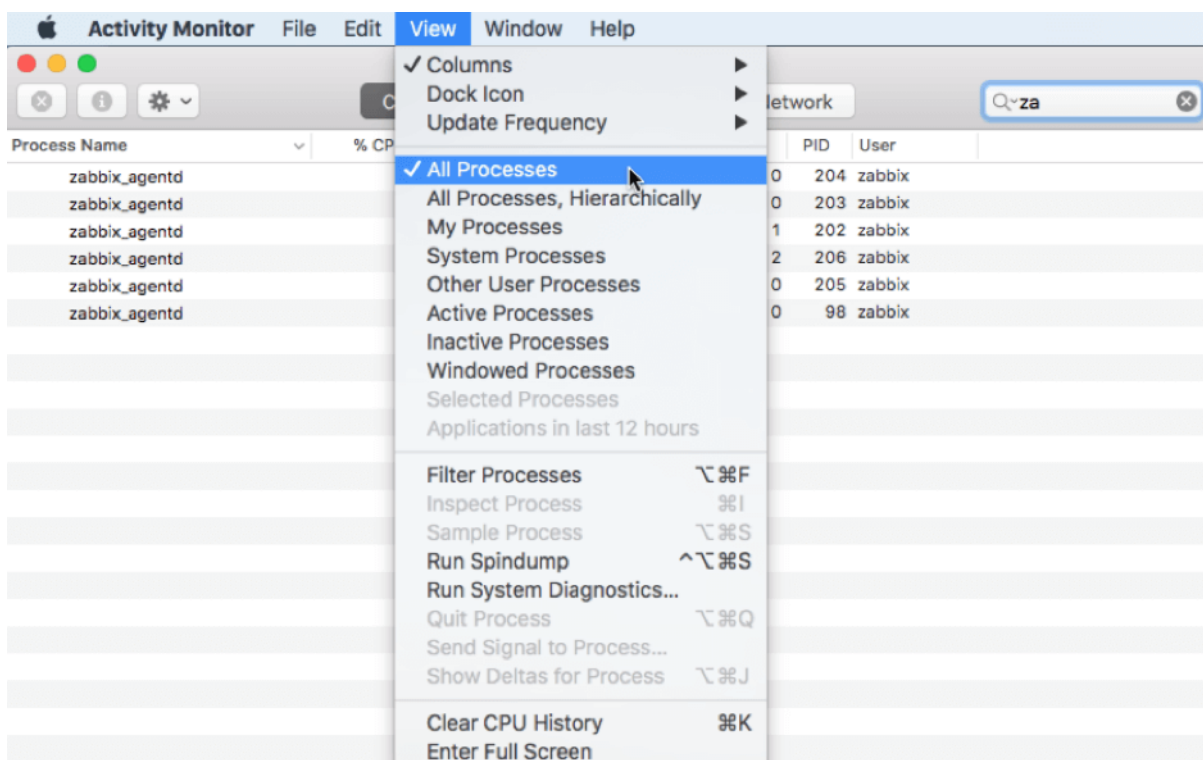 Activity Monitor File Edit View Window Help
✓ Columns ▶
Dock Icon ▶
Update Frequency ▶
C
letwork
za
Process Name
% CP
PID User
✓ All Processes
All Processes, Hierarchically
My Processes
System Processes
Other User Processes
Active Processes
Inactive Processes
Windowed Processes
Selected Processes
Applications in last 12 hours
Filter Processes ⌥⌘F
Inspect Process ⌘I
Sample Process ⌥⌘S
Run Spindump ^⌥⌘S
Run System Diagnostics...
Quit Process ⌥⌘Q
Send Signal to Process...
Show Deltas for Process ⌥⌘J
Clear CPU History ⌘K
Enter Full Screen
zabbix_agentd 0 204 zabbix
zabbix_agentd 0 203 zabbix
zabbix_agentd 1 202 zabbix
zabbix_agentd 2 206 zabbix
zabbix_agentd 0 205 zabbix
zabbix_agentd 0 98 zabbix